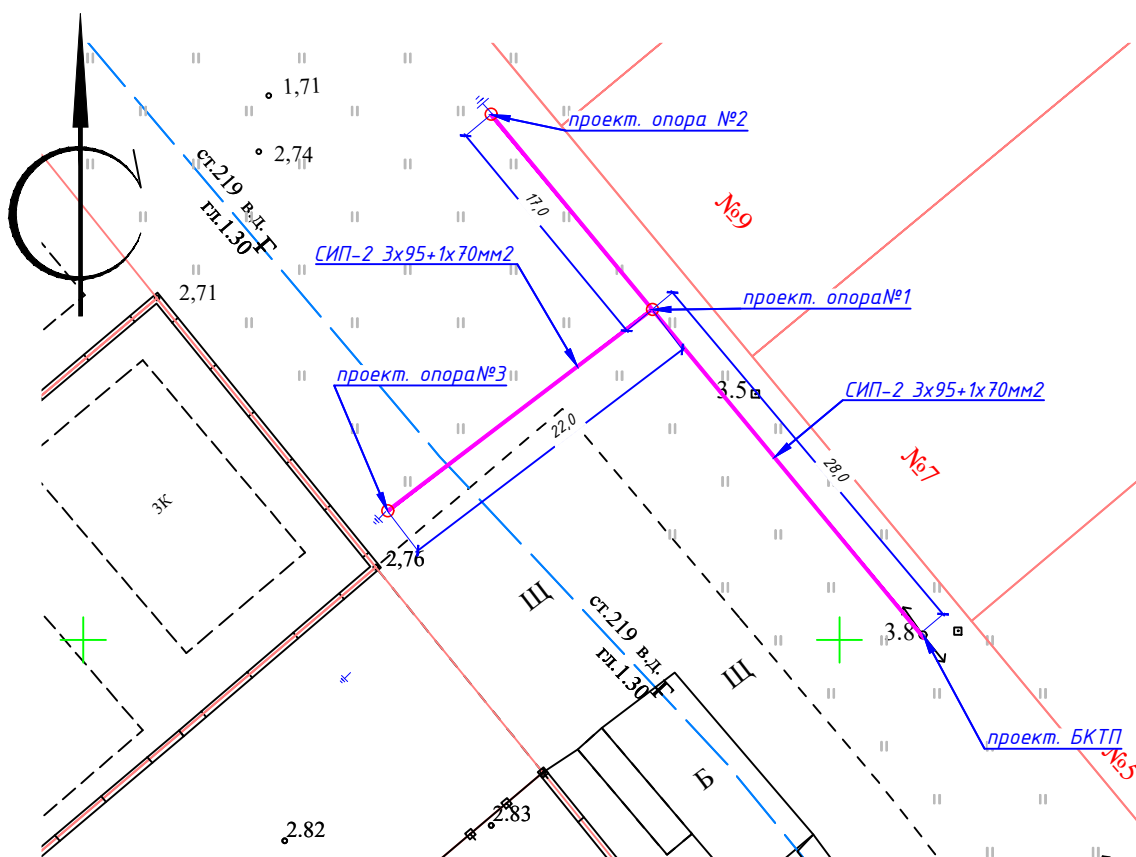 1,71
проект. опора №2
2,74
ст.219 в.д.
гл.1.30
Г
17,0
№9
СИП-2 3х95+1х70мм2
2,71
проект. опора№1
проект. опора№3
3.5
СИП-2 3х95+1х70мм2
22,0
28,0
№7
3К
2,76
Щ
ст.219 в.д.
гл.1.30
Г
3.86
Щ
проект. БКТП
№5
Б
2.83
2.82